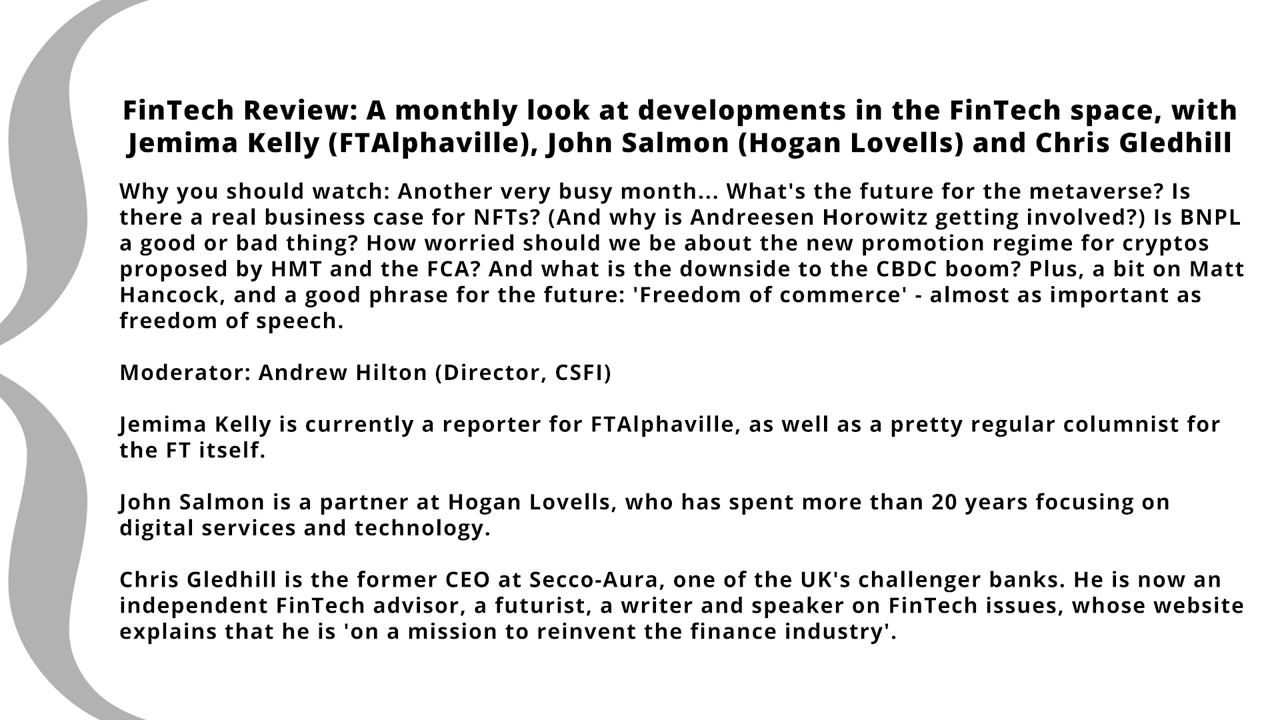 FinTech Review: A monthly look at developments in the FinTech space, with
Jemima Kelly (FTAlphaville), John Salmon (Hogan Lovells) and Chris Gledhill
Why you should watch: Another very busy month... What's the future for the metaverse? Is
there a real business case for NFTs? (And why is Andreesen Horowitz getting involved?) Is BNPL
a good or bad thing? How worried should we be about the new promotion regime for cryptos
proposed by HMT and the FCA? And what is the downside to the CBDC boom? Plus, a bit on Matt
Hancock, and a good phrase for the future: 'Freedom of commerce' - almost as important as
freedom of speech.
Moderator: Andrew Hilton (Director, CSFI)
Jemima Kelly is currently a reporter for FTAlphaville, as well as a pretty regular columnist for
the FT itself.
John Salmon is a partner at Hogan Lovells, who has spent more than 20 years focusing on
digital services and technology.
Chris Gledhill is the former CEO at Secco-Aura, one of the UK's challenger banks. He is now an
independent FinTech advisor, a futurist, a writer and speaker on FinTech issues, whose website
explains that he is 'on a mission to reinvent the finance industry'.